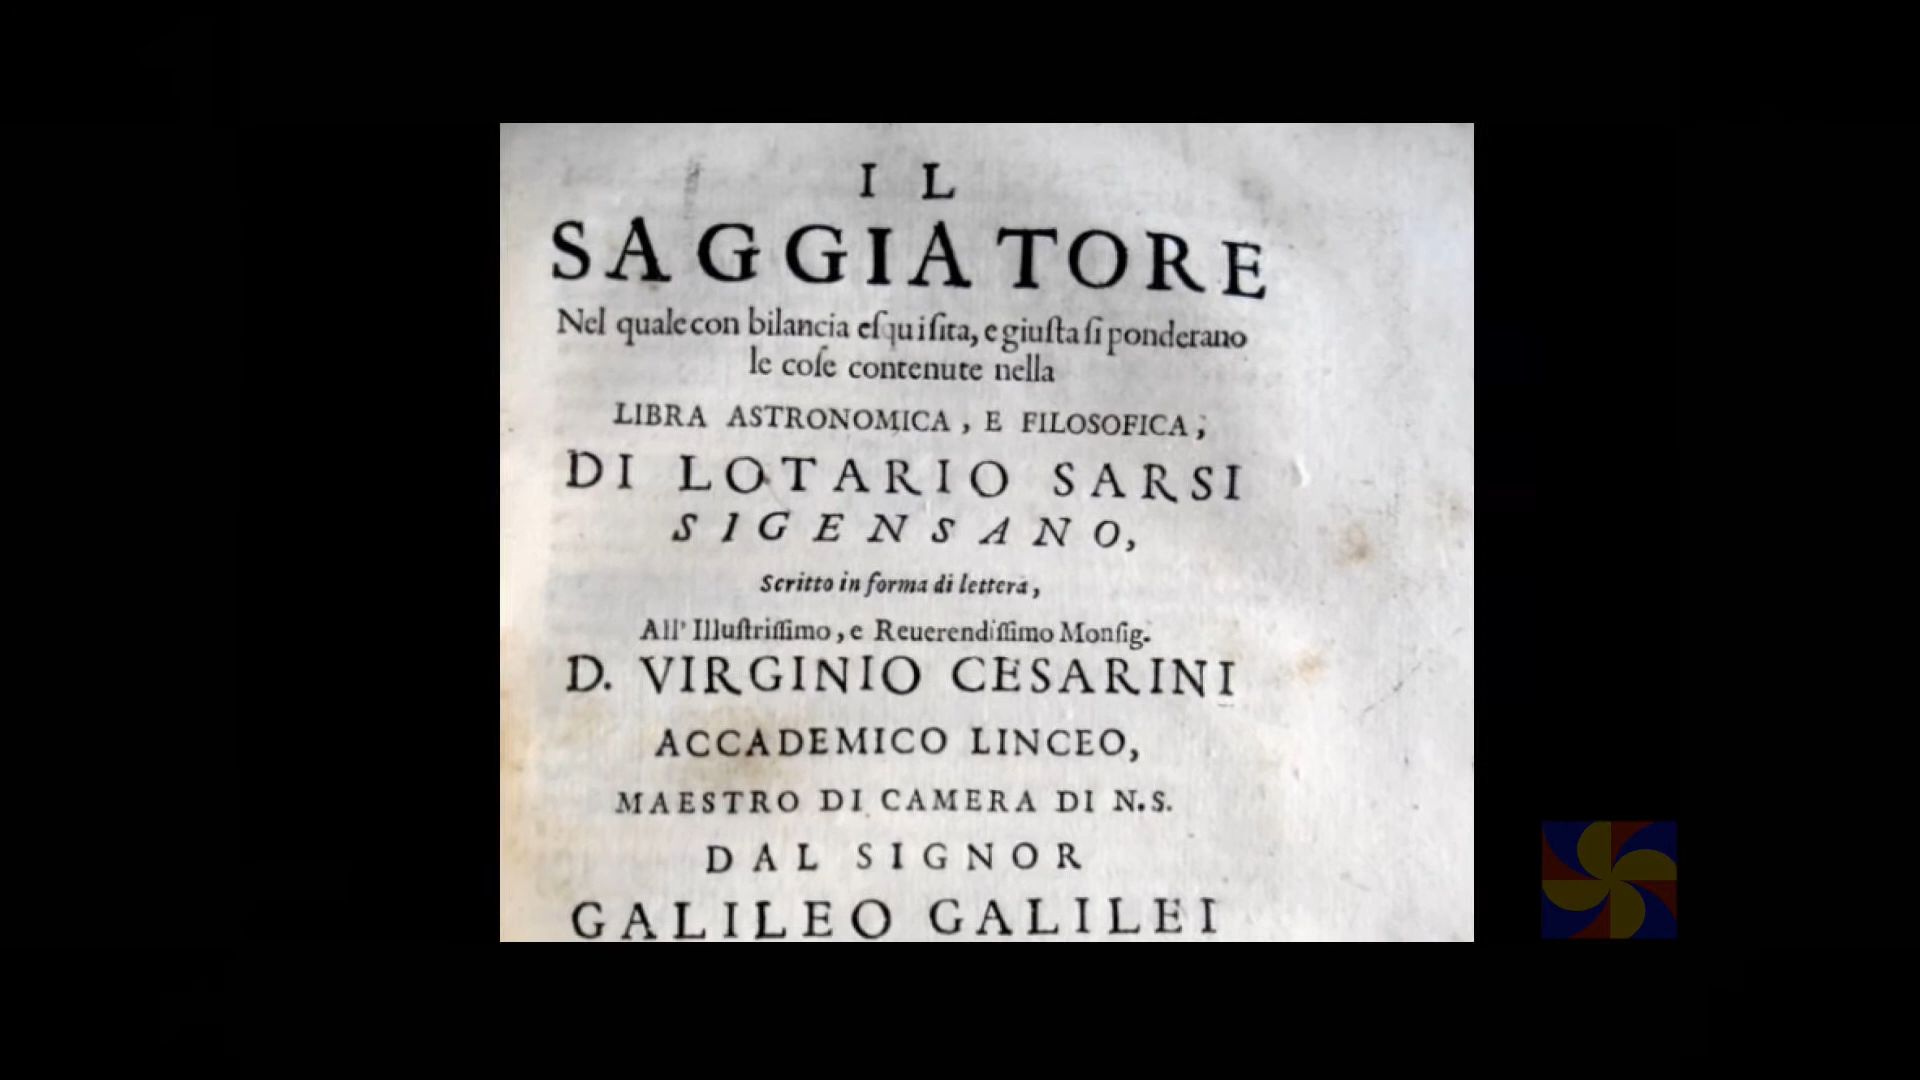 IL
SAGGIATORE
Nel quale con bilancia eſquiſita, e giuſta ſi ponderano
le coſe contenute nella
LIBRA ASTRONOMICA, E FILOSOFICA,
DI LOTARIO SARSI
SIGENSANO,
Scritto in forma di lettera,
All' Illuſtriſſimo, e Reuerendiſſimo Monſig.
D. VIRGINIO CESARINI
ACCADEMICO LINCEO,
MAESTRO DI CAMERA DI N.S.
DAL SIGNOR
GALILEO GALILEI